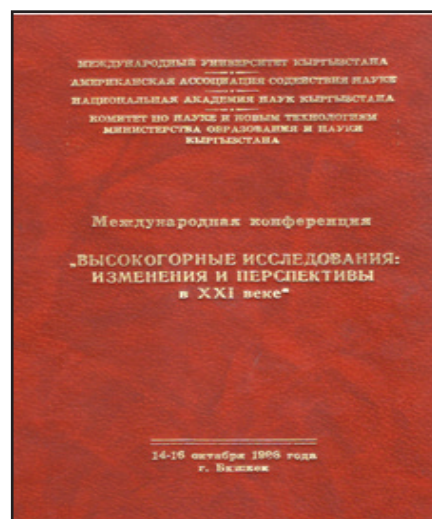 МЕЖДУНАРОДНЫЙ УНИВЕРСИТЕТ КЫРГЫЗСТАНА
АМЕРИКАНСКАЯ АССОЦИАЦИЯ СОДЕЙСТВИЯ НАУКЕ
НАЦИОНАЛЬНАЯ АКАДЕМИЯ НАУК КЫРГЫЗСТАНА
КОМИТЕТ ПО НАУКЕ И НОВЫМ ТЕХНОЛОГИЯМ
МИНИСТЕРСТВА ОБРАЗОВАНИЯ И НАУКИ
КЫРГЫЗСТАНА
Международная конференция
„ВЫСОКОГОРНЫЕ ИССЛЕДОВАНИЯ:
ИЗМЕНЕНИЯ И ПЕРСПЕКТИВЫ
в XXI веке“
14-16 октября 1996 года
г. Бишкек